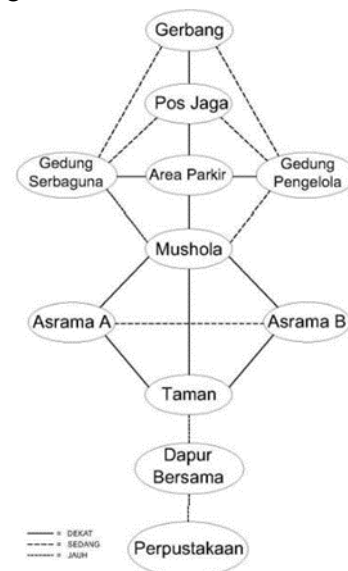 Gerbang
Pos Jaga
Gedung
Serbaguna
Area Parkir
Gedung
Pengelola
Mushola
Asrama A
Asrama B
Taman
Dapur
Bersama
Perpustakaan
= DEKAT
= SEDANG
= JAUH